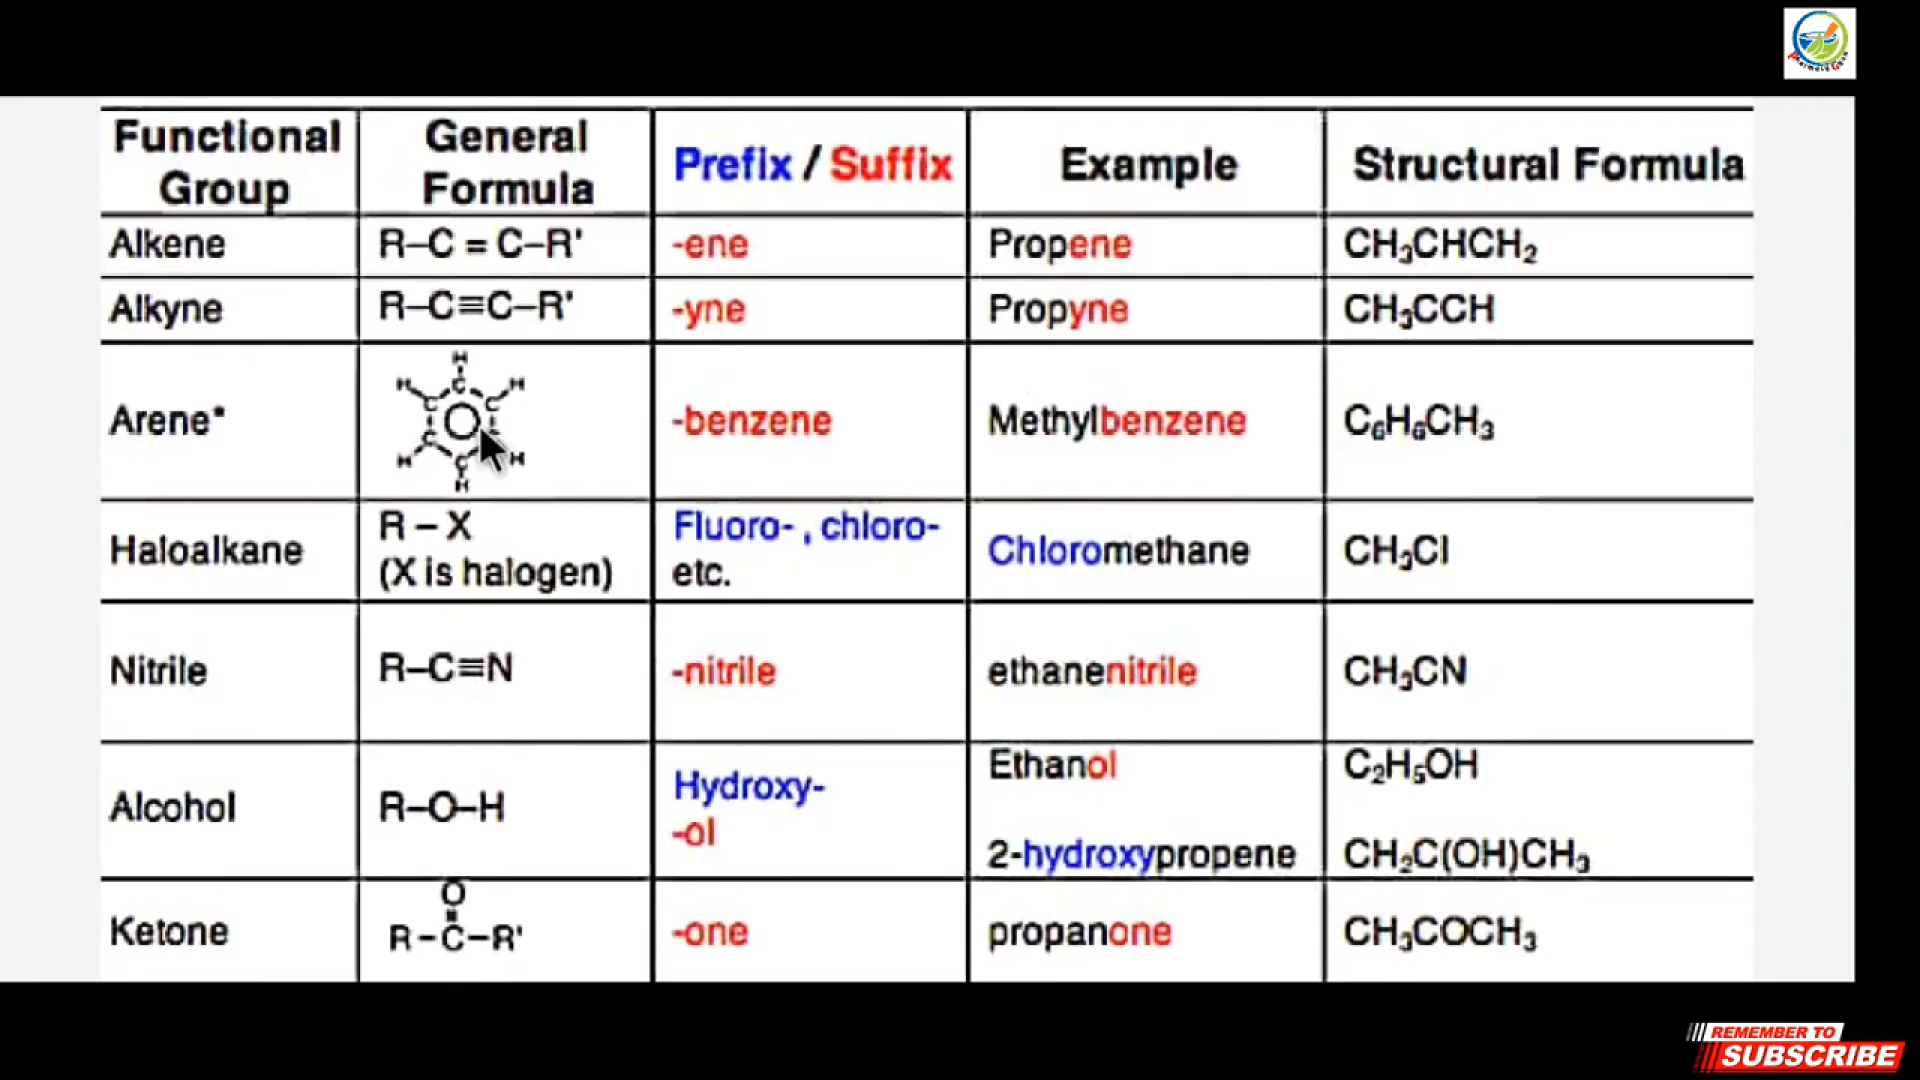 Functional Group
General Formula
Prefix / Suffix
Example
Structural Formula
Alkene
R–C = C–R'
-ene
Propene
CH₃CHCH₂
Alkyne
R–C≡C–R'
-yne
Propyne
CH₃CCH
Arene*
H
H C H
C C
C
H C H
H
-benzene
Methylbenzene
C₆H₆CH₃
Haloalkane
R – X
(X is halogen)
Fluoro- , chloro-
etc.
Chloromethane
CH₃Cl
Nitrile
R–C≡N
-nitrile
ethanenitrile
CH₃CN
Alcohol
R–O–H
Hydroxy-
-ol
Ethanol
C₂H₅OH
2-hydroxypropene
CH₂C(OH)CH₃
Ketone
O
R–C–R'
-one
propanone
CH₃COCH₃
REMEMBER TO
SUBSCRIBE